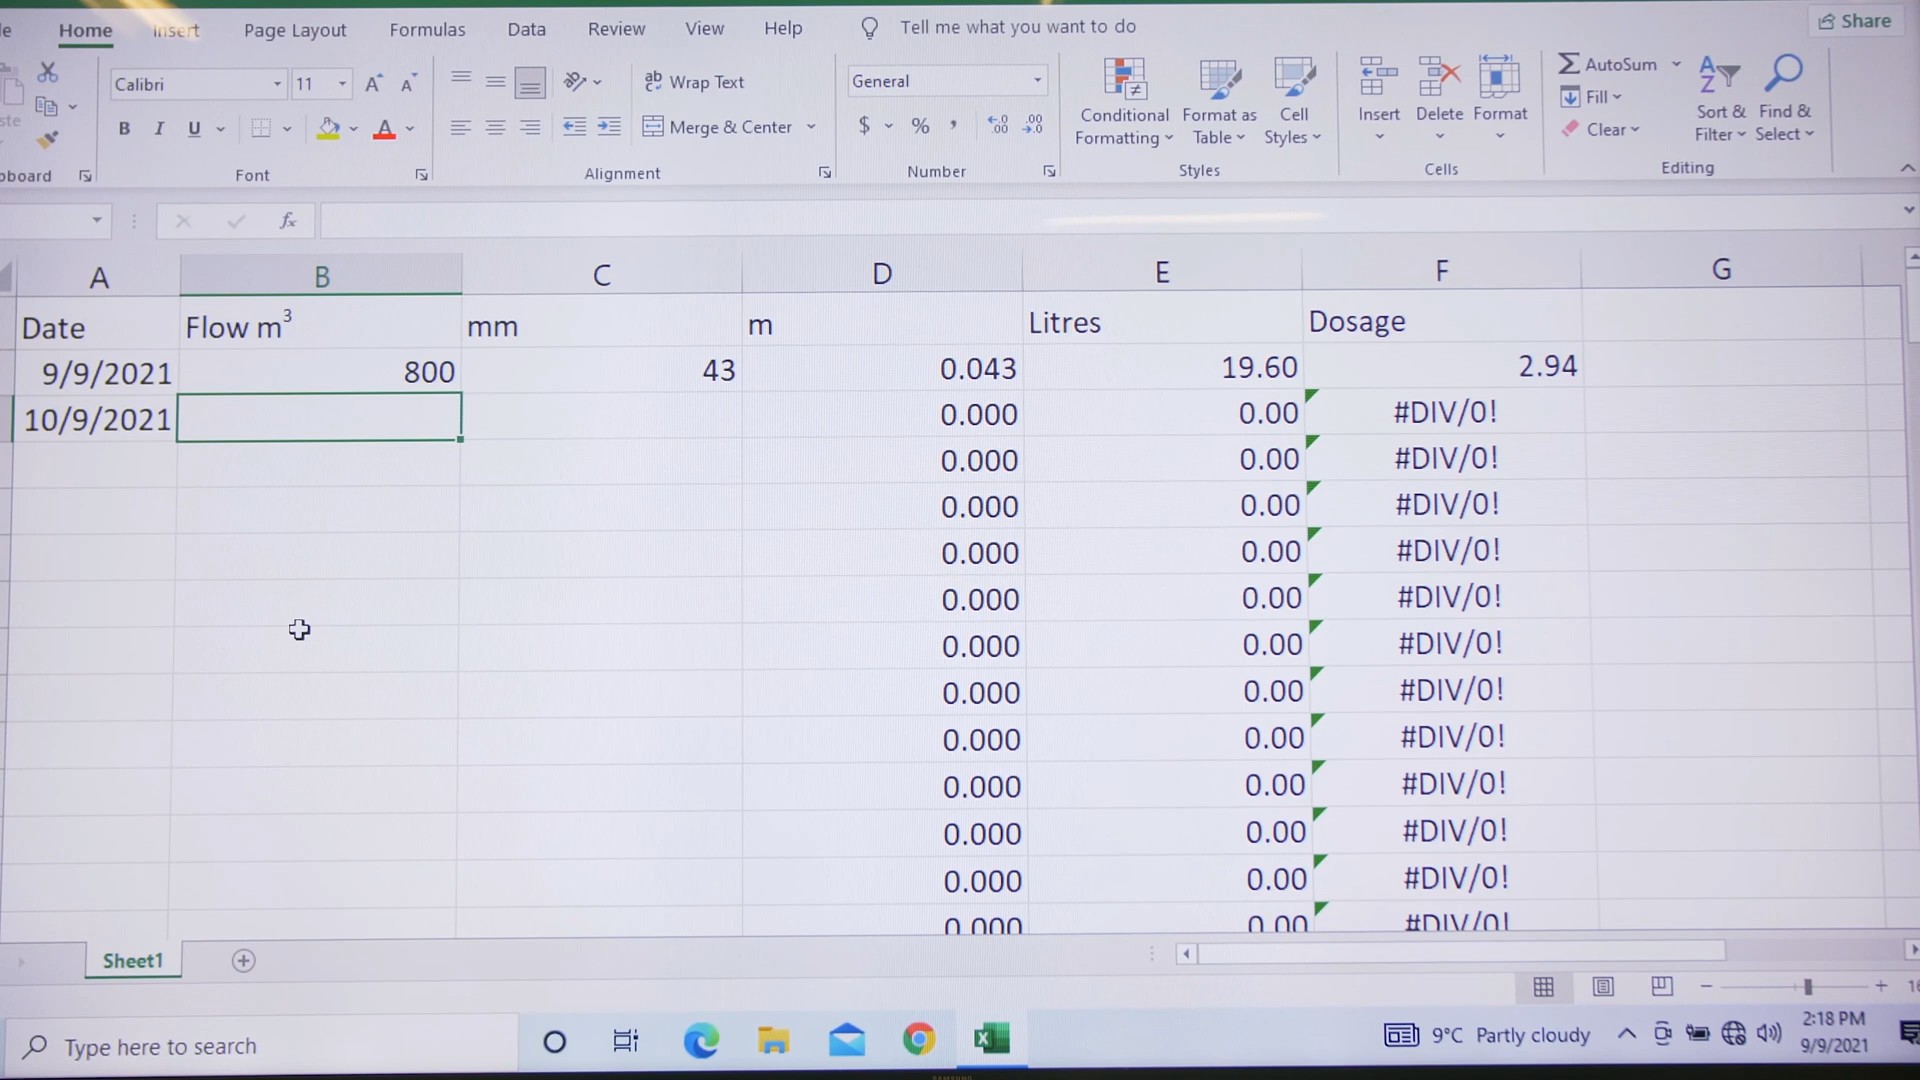 Home Insert Page Layout Formulas Data Review View Help Tell me what you want to do Share
Calibri 11 Wrap Text General AutoSum
Fill
B I U Merge & Center $ % Conditional Formatting Format as Table Cell Styles Insert Delete Format Clear Sort & Filter Find & Select
Font Alignment Number Styles Cells Editing
fx
A B C D E F G
Date Flow m³ mm m Litres Dosage
9/9/2021 800 43 0.043 19.60 2.94
10/9/2021 0.000 0.00 #DIV/0!
0.000 0.00 #DIV/0!
0.000 0.00 #DIV/0!
0.000 0.00 #DIV/0!
0.000 0.00 #DIV/0!
0.000 0.00 #DIV/0!
0.000 0.00 #DIV/0!
0.000 0.00 #DIV/0!
0.000 0.00 #DIV/0!
0.000 0.00 #DIV/0!
0.000 0.00 #DIV/0!
0.000 0.00 #DIV/0!
Sheet1
Type here to search 9°C Partly cloudy 2:18 PM
9/9/2021